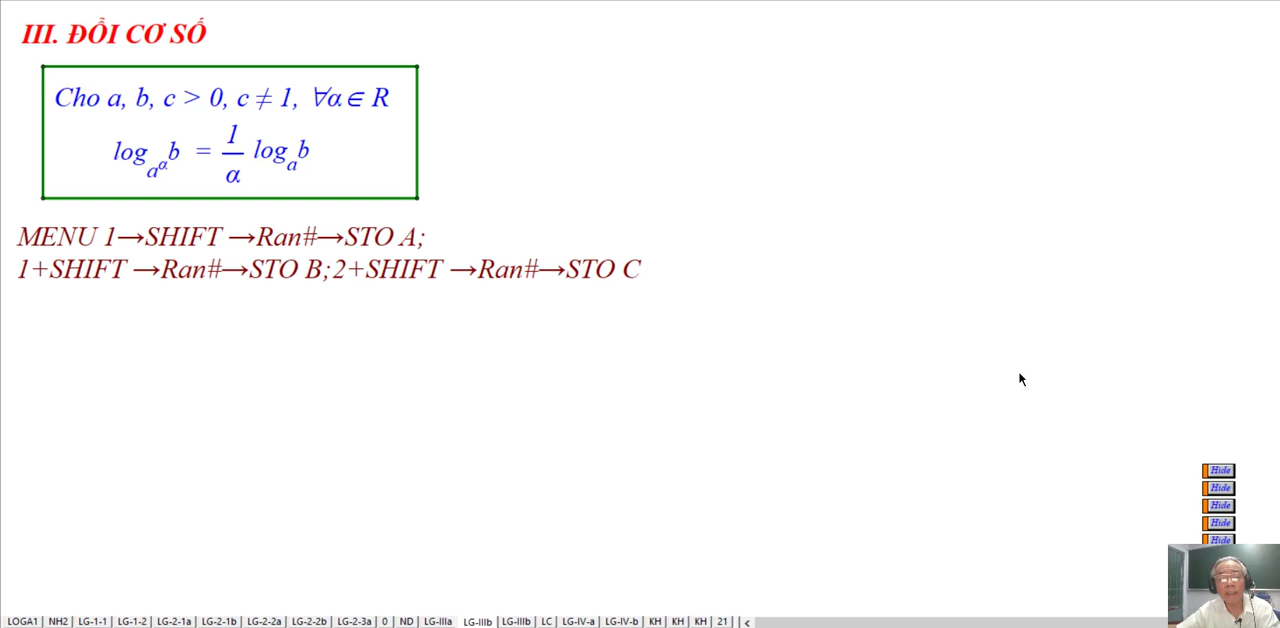 III. ĐỔI CƠ SỐ
Cho a, b, c > 0, c ≠ 1, ∀α ∈ R
log_{a^α} b = \frac{1}{α} log_a b
MENU 1→SHIFT →Ran#→STO A;
1+SHIFT →Ran#→STO B;2+SHIFT →Ran#→STO C
Hide
Hide
Hide
Hide
Hide
LOGA1 | NH2 | LG-1-1 | LG-1-2 | LG-2-1a | LG-2-1b | LG-2-2a | LG-2-2b | LG-2-3a | 0 | ND | LG-IIIa | LG-IIIb | LG-IIIb | LC | LG-IV-a | LG-IV-b | KH | KH | KH | 21 |